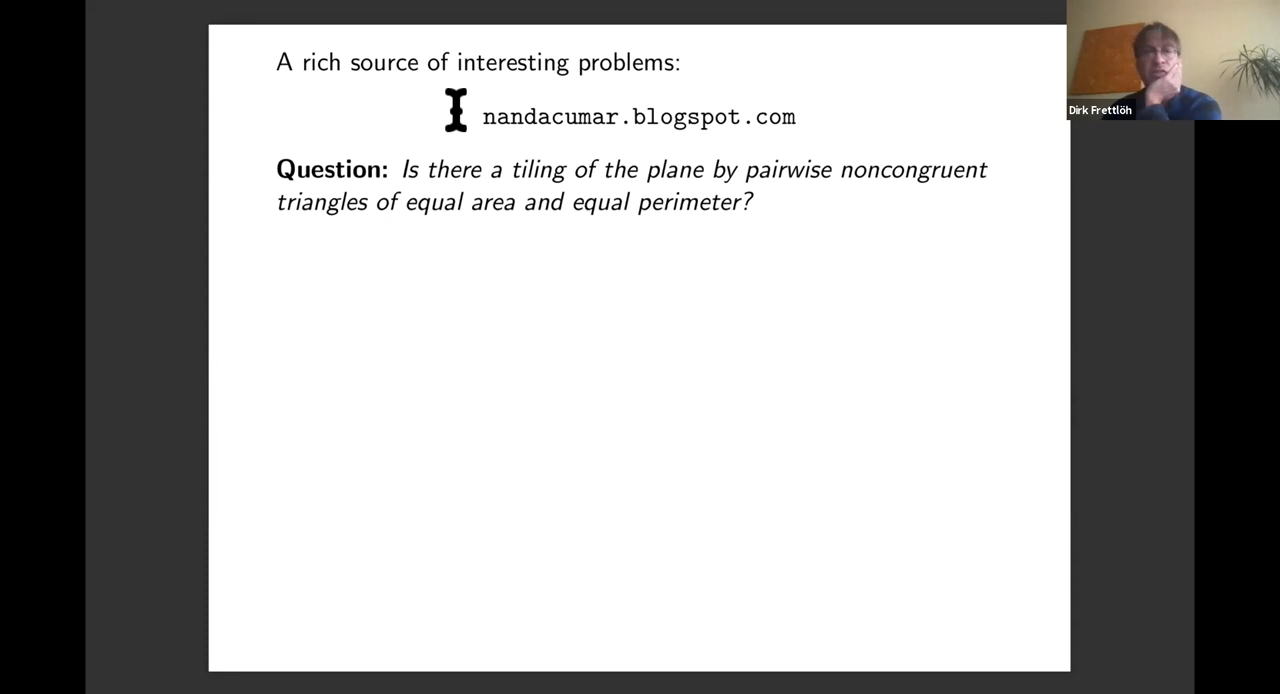 A rich source of interesting problems:
nandacumar.blogspot.com
Question: Is there a tiling of the plane by pairwise noncongruent
triangles of equal area and equal perimeter?
Dirk Frettlöh